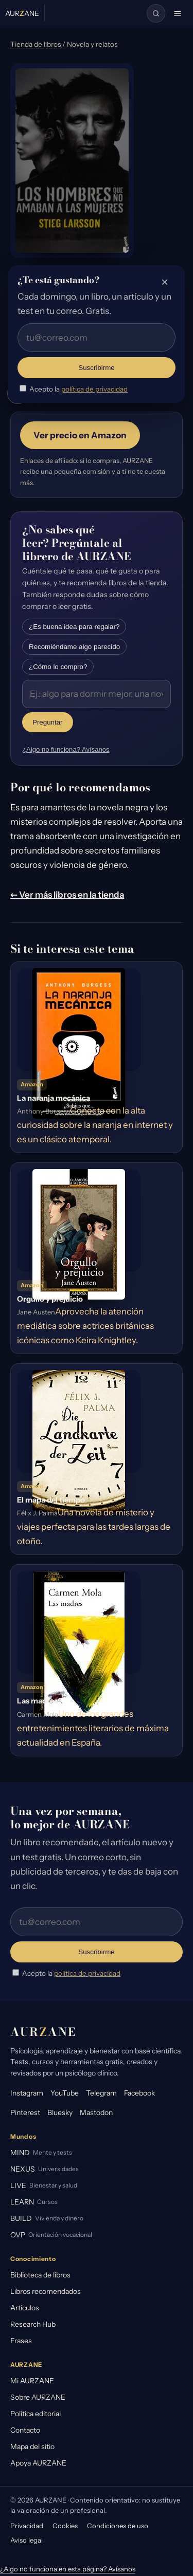 AURZANE
Tienda de libros / Novela y relatos
LOS HOMBRES
QUE NO
AMABAN A LAS MUJERES
STIEG LARSSON
¿Te está gustando?
×
Cada domingo, un libro, un artículo y un
test en tu correo. Gratis.
tu@correo.com
Suscribirme
Acepto la política de privacidad
Ver precio en Amazon
Enlaces de afiliado: si lo compras, AURZANE
recibe una pequeña comisión y a ti no te cuesta
más.
¿No sabes qué
leer? Pregúntale al
librero de AURZANE
Cuéntale qué te pasa, qué te gusta o para
quién es, y te recomienda libros de la tienda.
También responde dudas sobre cómo
comprar o leer gratis.
¿Es buena idea para regalar?
Recomiéndame algo parecido
¿Cómo lo compro?
Ej.: algo para dormir mejor, una nov
Preguntar
¿Algo no funciona? Avísanos
Por qué lo recomendamos
Es para amantes de la novela negra y los
misterios complejos de resolver. Aporta una
trama absorbente con una investigación en
profundidad sobre secretos familiares
oscuros y violencia de género.
← Ver más libros en la tienda
Si te interesa este tema
ANTHONY BURGESS
LA NARANJA
MECÁNICA
Amazon
La naranja mecánica
Anthony Conecta con la alta
curiosidad sobre la naranja en internet y
es un clásico atemporal.
Orgullo
y prejuicio
Jane Austen
Orgullo y prejuicio
Jane Austen Aprovecha la atención
mediática sobre actrices británicas
icónicas como Keira Knightley.
FÉLIX J. PALMA
Die
Landkarte
der Zeit
El mapa
Félix J. Palma Una novela de misterio y
viajes perfecta para las tardes largas de
otoño.
Carmen Mola
Las madres
Amazon
Las
entretenimientos literarios de máxima
actualidad en España.
Una vez por semana,
lo mejor de AURZANE
Un libro recomendado, el artículo nuevo y
un test gratis. Un correo corto, sin
publicidad de terceros, y te das de baja con
un clic.
tu@correo.com
Suscribirme
Acepto la política de privacidad
AURZANE
Psicología, aprendizaje y bienestar con base científica.
Tests, cursos y herramientas gratis, creados y
revisados por un psicólogo clínico.
Instagram YouTube Telegram Facebook
Pinterest Bluesky Mastodon
Mundos
MIND Mente y tests
NEXUS Universidades
LIVE Bienestar y salud
LEARN Cursos
BUILD Vivienda y dinero
OVP Orientación vocacional
Conocimiento
Biblioteca de libros
Libros recomendados
Artículos
Research Hub
Frases
AURZANE
Mi AURZANE
Sobre AURZANE
Política editorial
Contacto
Mapa del sitio
Apoya AURZANE
© 2026 AURZANE · Contenido orientativo: no sustituye
la valoración de un profesional.
Privacidad Cookies Condiciones de uso
Aviso legal
¿Algo no funciona en esta página? Avísanos